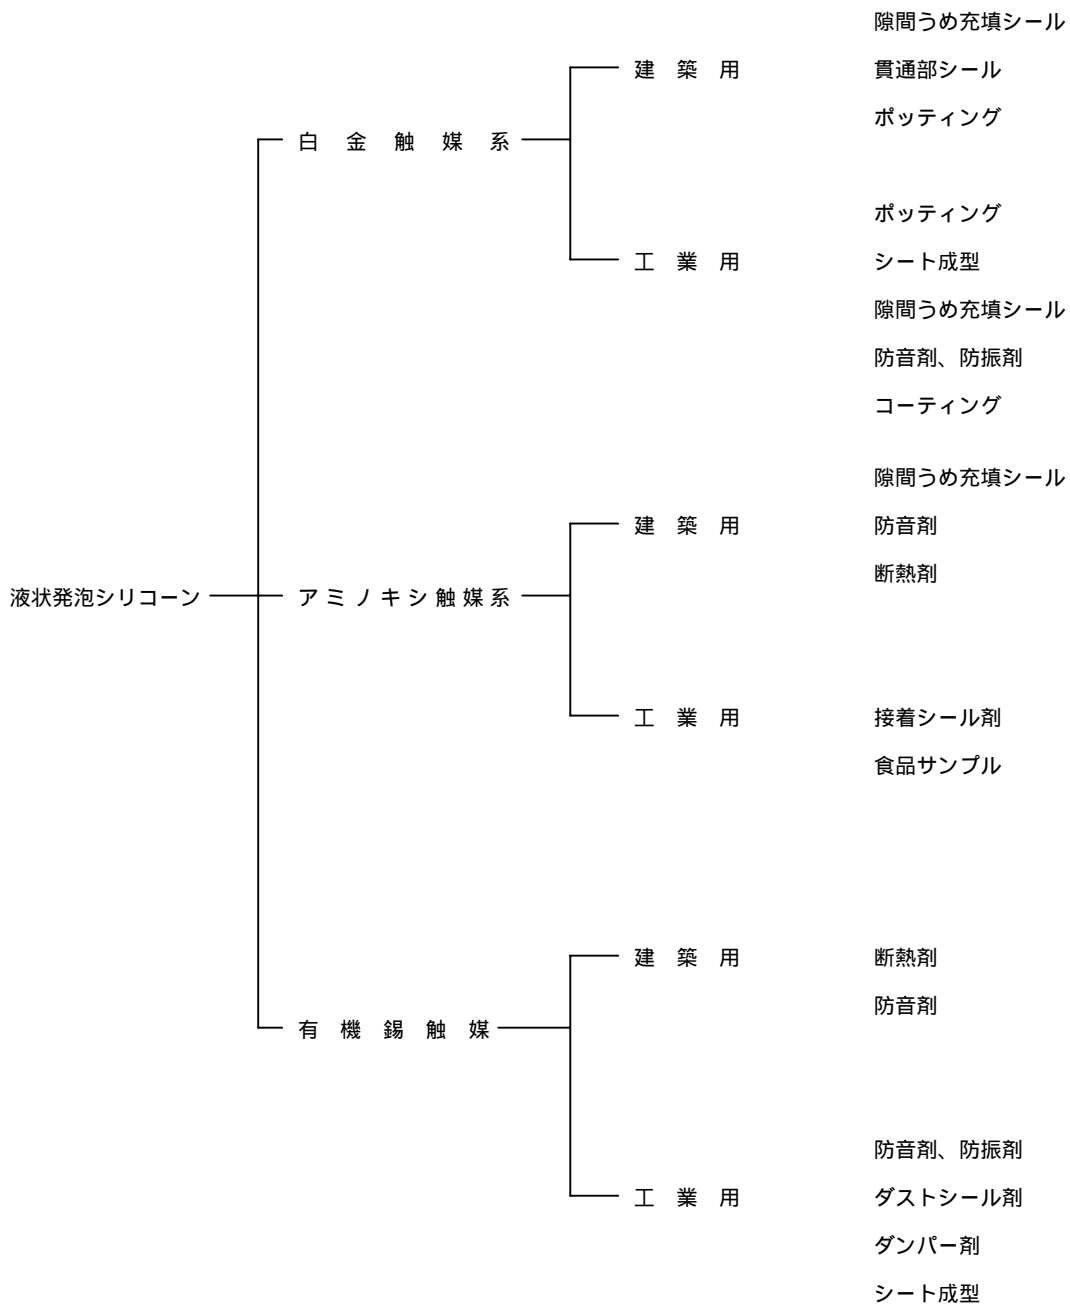 隙間うめ充填シール
建築用 貫通部シール
ポッティング
白金触媒系
ポッティング
工業用 シート成型
隙間うめ充填シール
防音剤、防振剤
コーティング
隙間うめ充填シール
建築用 防音剤
断熱剤
液状発泡シリコーン アミノキシ触媒系
工業用 接着シール剤
食品サンプル
建築用 断熱剤
防音剤
有機錫触媒
防音剤、防振剤
工業用 ダストシール剤
ダンパー剤
シート成型